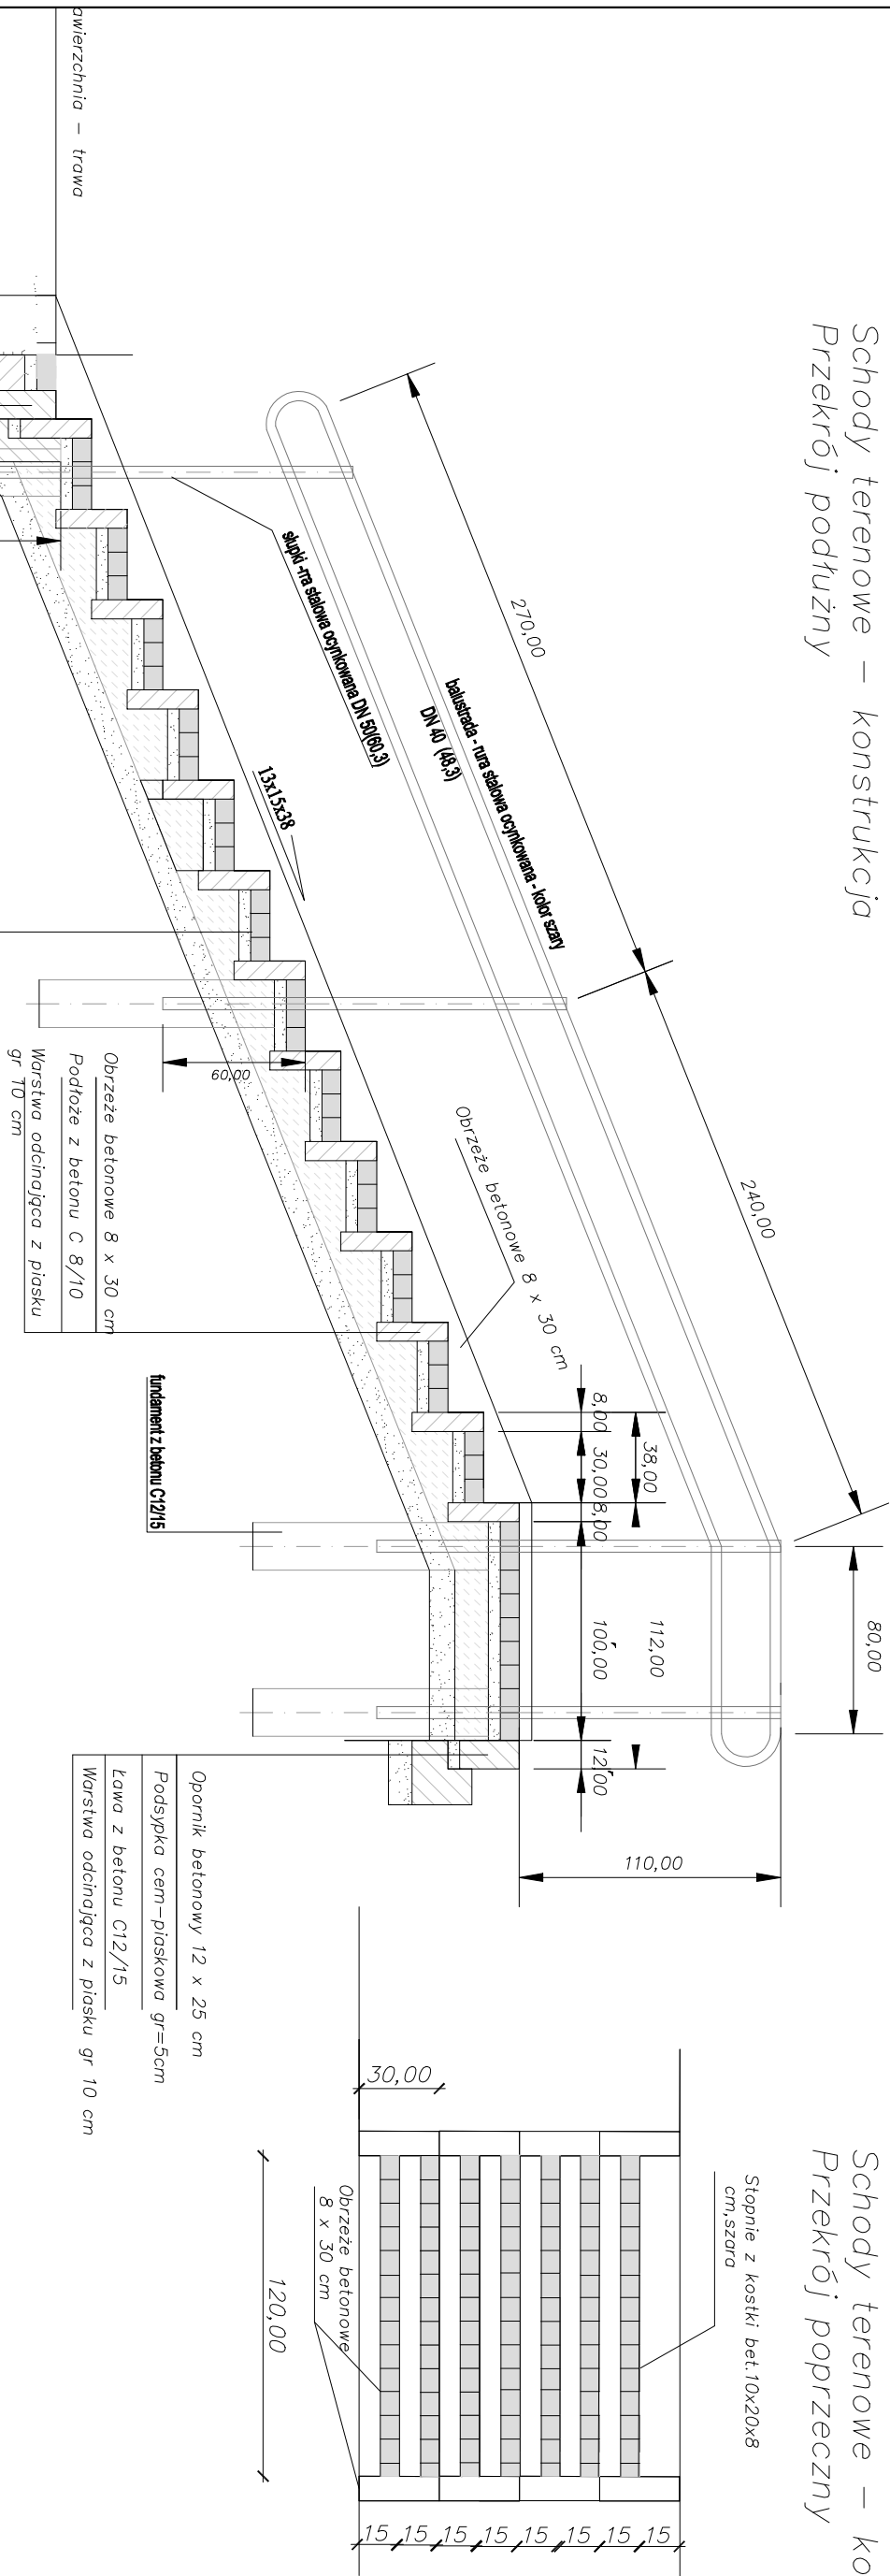 Schody terenowe – konstrukcja
Przekrój podłużny
awierzchnia – trawa
270,00
240,00
80,00
słupki -rra stalowa ocynkowana DN 50(60,3)
balustrada - rura stalowa ocynkowana - kolor szary
DN 40 (48,3)
13x15x38
60,00
Obrzeże betonowe 8 x 30 cm
Podłoże z betonu C 8/10
Warstwa odcinająca z piasku
gr 10 cm
Obrzeże betonowe 8 x 30 cm
8,00
30,00
8,00
38,00
100,00
112,00
12,00
110,00
fundament z betonu C12/15
Opornik betonowy 12 x 25 cm
Podsypka cem-piaskowa gr=5cm
Ława z betonu C12/15
Warstwa odcinająca z piasku gr 10 cm
Schody terenowe – ko
Przekrój poprzeczny
30,00
Stopnie z kostki bet.10x20x8
cm,szara
Obrzeże betonowe
8 x 30 cm
120,00
15
15
15
15
15
15
15
15